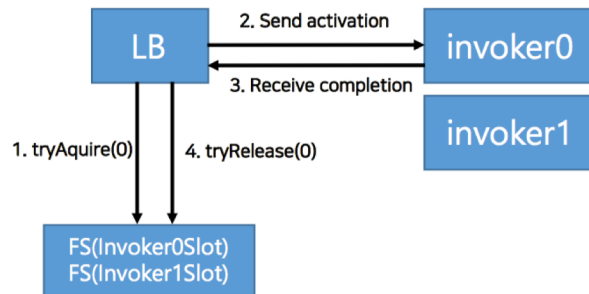 2. Send activation
LB
invoker0
3. Receive completion
invoker1
1. tryAquire(0)
4. tryRelease(0)
FS(Invoker0Slot)
FS(Invoker1Slot)